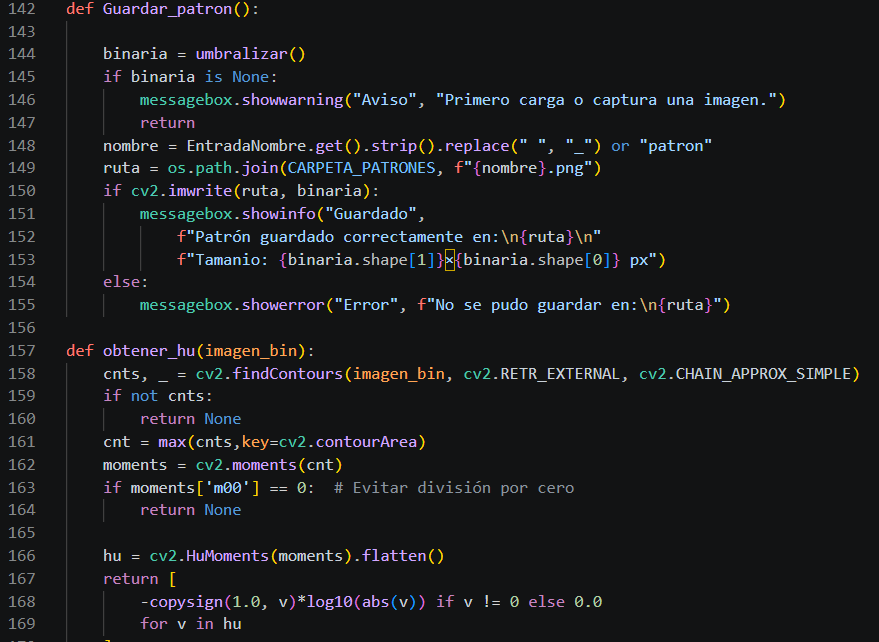 142 def Guardar_patron():
143
144     binaria = umbralizar()
145     if binaria is None:
146         messagebox.showwarning("Aviso", "Primero carga o captura una imagen.")
147         return
148     nombre = EntradaNombre.get().strip().replace(" ", "_") or "patron"
149     ruta = os.path.join(CARPETA_PATRONES, f"{nombre}.png")
150     if cv2.imwrite(ruta, binaria):
151         messagebox.showinfo("Guardado",
152             f"Patrón guardado correctamente en:\n{ruta}\n"
153             f"Tamanio: {binaria.shape[1]}×{binaria.shape[0]} px")
154     else:
155         messagebox.showerror("Error", f"No se pudo guardar en:\n{ruta}")
156
157 def obtener_hu(imagen_bin):
158     cnts, _ = cv2.findContours(imagen_bin, cv2.RETR_EXTERNAL, cv2.CHAIN_APPROX_SIMPLE)
159     if not cnts:
160         return None
161     cnt = max(cnts,key=cv2.contourArea)
162     moments = cv2.moments(cnt)
163     if moments['m00'] == 0:  # Evitar división por cero
164         return None
165
166     hu = cv2.HuMoments(moments).flatten()
167     return [
168         -copysign(1.0, v)*log10(abs(v)) if v != 0 else 0.0
169         for v in hu